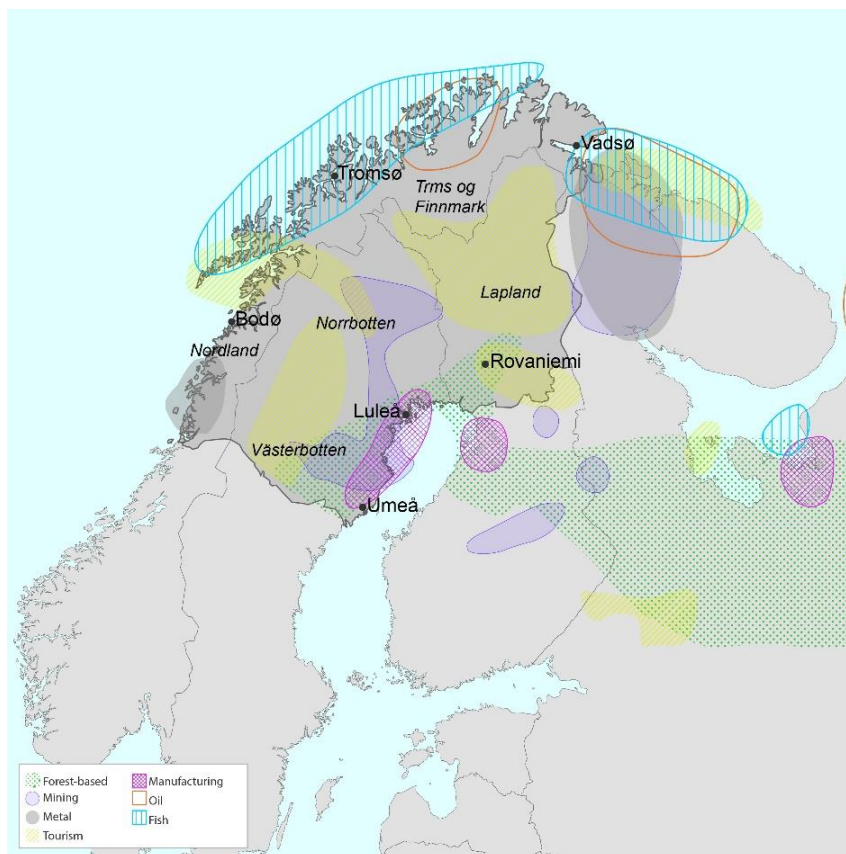 Vadsø
Tromsø
Trms og
Finnmark
Lapland
Bodø
Norrbotten
Nordland
Rovaniemi
Luleå
Västerbotten
Umeå
Forest-based
Mining
Metal
Tourism
Manufacturing
Oil
Fish